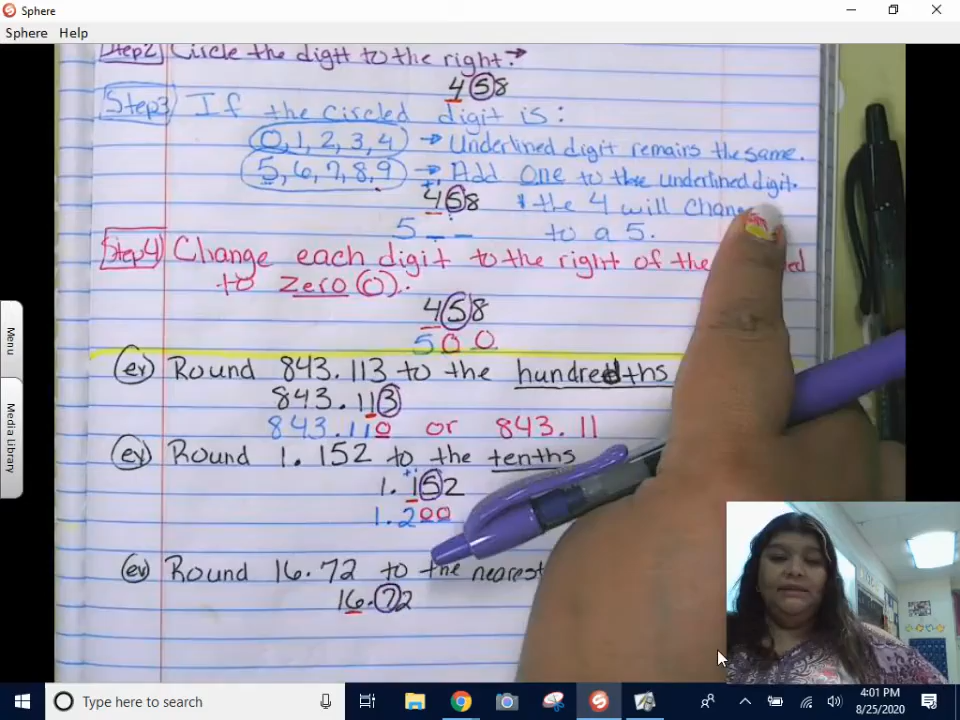 Sphere
Sphere Help
Step2 Circle the digit to the right.
458
Step3 If the circled digit is:
0,1,2,3,4 → Underlined digit remains the same.
5,6,7,8,9 → Add One to the underlined digit.
+1
458 the 4 will
5 _ _ to a 5.
Step4 Change each digit to the right of the
to zero (0).
458
500
ex Round 843.113 to the hundredths
843.113
843.110 or 843.11
ex Round 1.152 to the tenths
+1
1.152
1.200
ex Round 16.72 to the nearest
16.72
Menu
Media Library
Type here to search
4:01 PM
8/25/2020